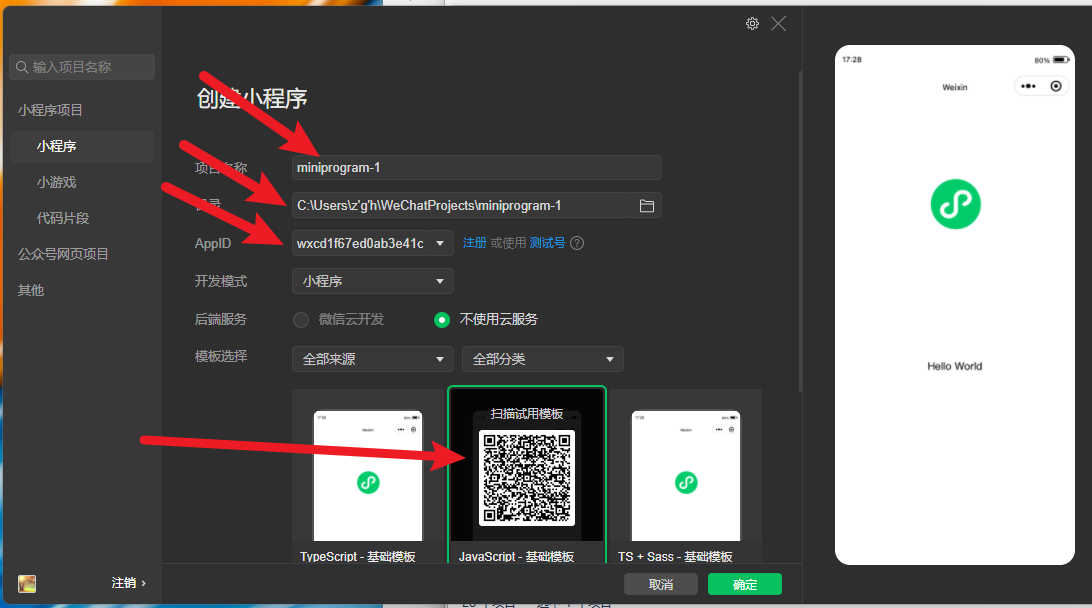 输入项目名称
小程序项目
小程序
小游戏
代码片段
公众号网页项目
其他
注销 ›
创建小程序
项目名称
miniprogram-1
目录
C:\Users\z'g'h\WeChatProjects\miniprogram-1
AppID
wxcd1f67ed0ab3e41c
注册 或使用 测试号 ?
开发模式
小程序
后端服务
微信云开发
不使用云服务
模板选择
全部来源
全部分类
Weixin
TypeScript - 基础模板
扫描试用模板
JavaScript - 基础模板
Weixin
TS + Sass - 基础模板
取消
确定
17:28
80%
Weixin
Hello World